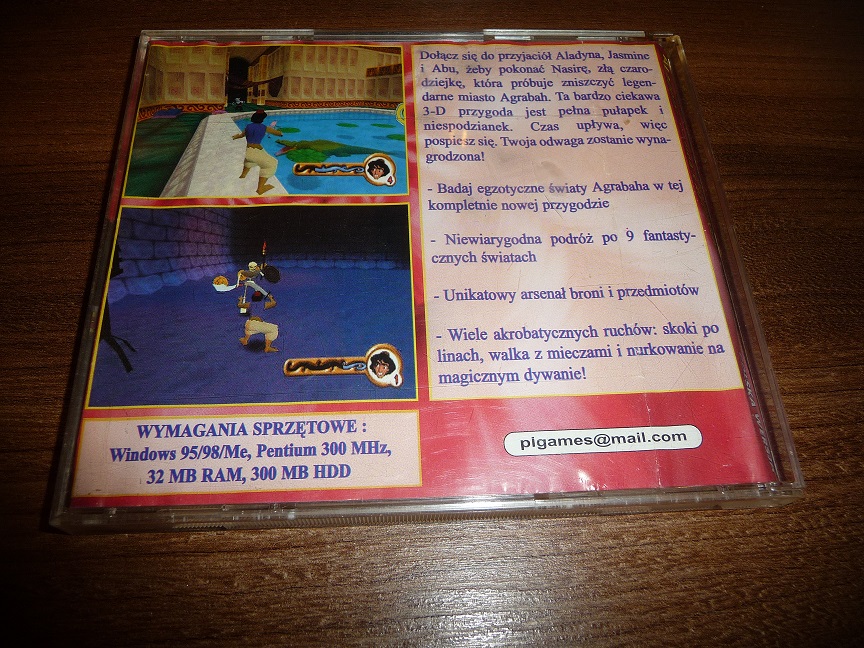 Dołącz się do przyjaciół Aladyna, Jasmine
i Abu, żeby pokonać Nasirę, złą czaro-
dziejkę, która próbuje zniszczyć legen-
darne miasto Agrabah. Ta bardzo ciekawa
3-D przygoda jest pełna pułapek i
niespodzianek. Czas upływa, więc
pospiesz się. Twoja odwaga zostanie wyna-
grodzona!
- Badaj egzotyczne światy Agrabaha w tej
kompletnie nowej przygodzie
- Niewiarygodna podróż po 9 fantasty-
cznych światach
- Unikatowy arsenał broni i przedmiotów
- Wiele akrobatycznych ruchów: skoki po
linach, walka z mieczami i nurkowanie na
magicznym dywanie!
4
1
WYMAGANIA SPRZĘTOWE :
Windows 95/98/Me, Pentium 300 MHz,
32 MB RAM, 300 MB HDD
plgames@mail.com